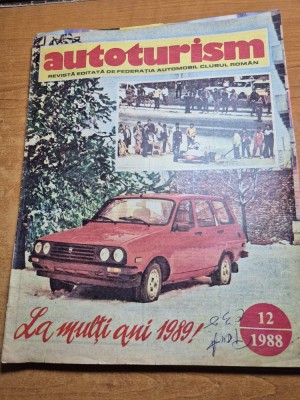 autoturism
REVISTĂ EDITATĂ DE FEDERAȚIA AUTOMOBIL CLUBUL ROMÂN
La mulți ani 1989!
12
1988